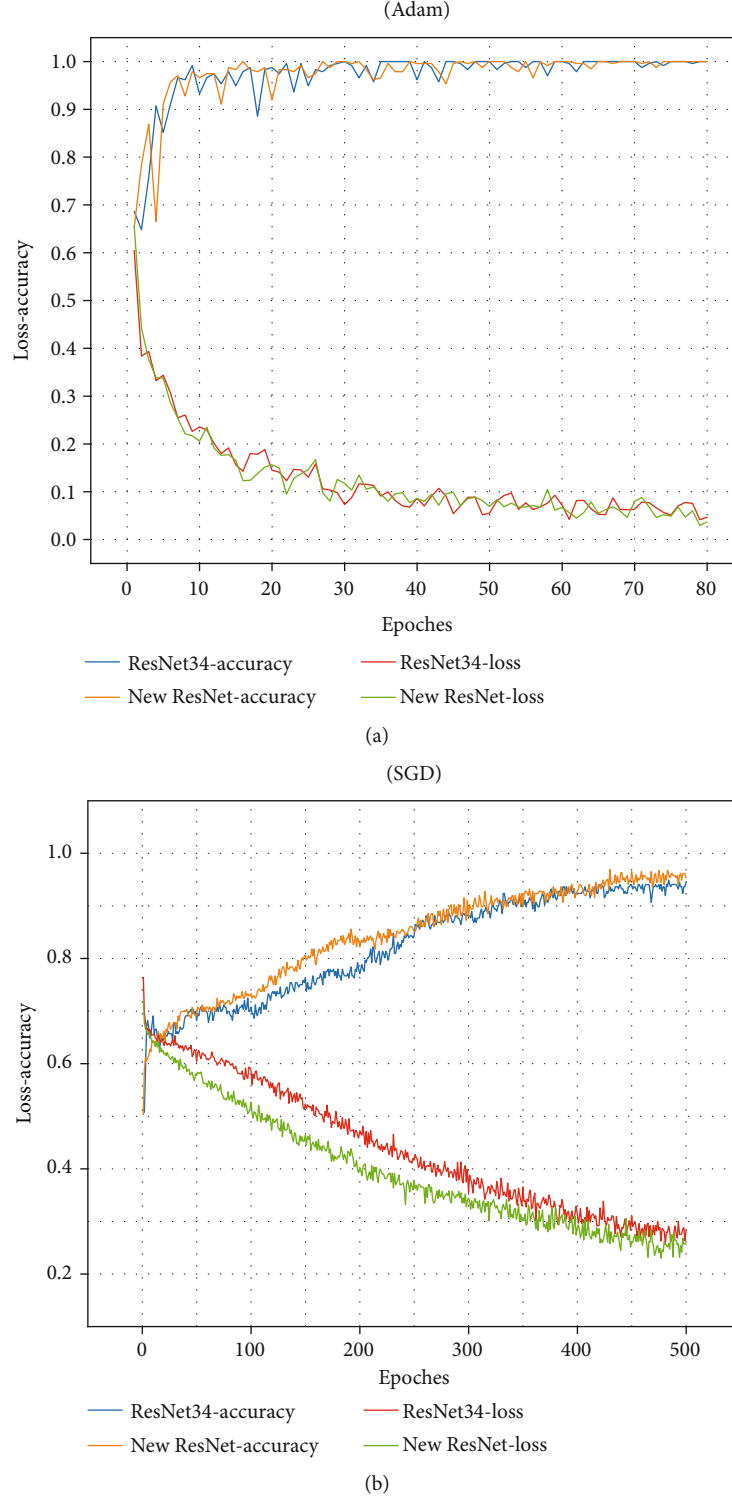 (Adam)
1.0
0.9
0.8
0.7
0.6
0.5
0.4
0.3
0.2
0.1
0.0
Loss-accuracy
0 10 20 30 40 50 60 70 80
Epoches
ResNet34-accuracy ResNet34-loss
New ResNet-accuracy New ResNet-loss
(a)
(SGD)
1.0
0.8
0.6
0.4
0.2
Loss-accuracy
0 100 200 300 400 500
Epoches
ResNet34-accuracy ResNet34-loss
New ResNet-accuracy New ResNet-loss
(b)